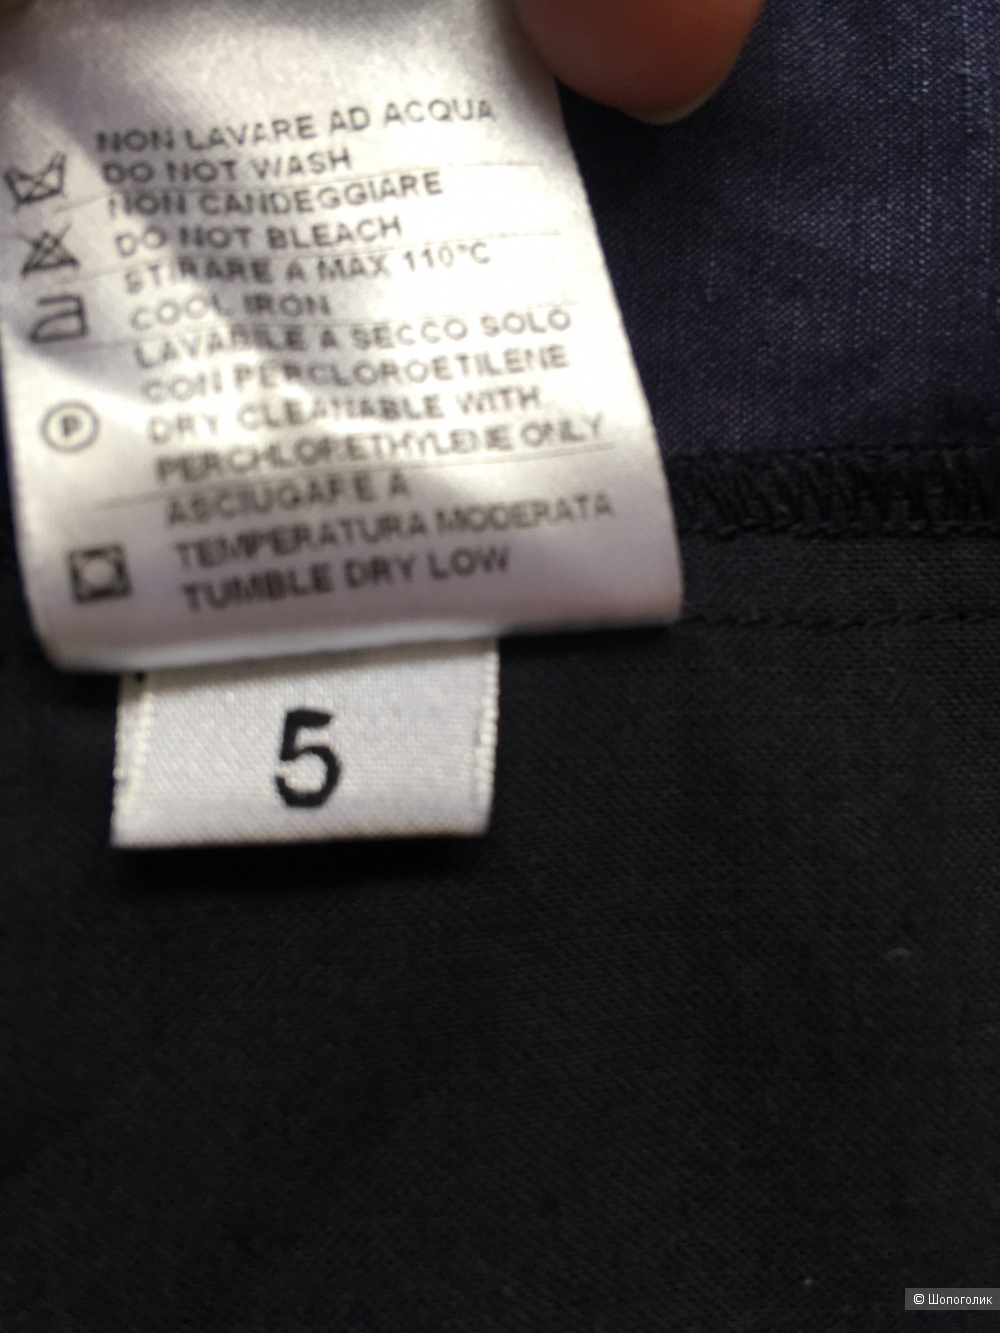 NON LAVARE AD ACQUA
DO NOT WASH
NON CANDEGGIARE
DO NOT BLEACH
STIRARE A MAX 110°C
COOL IRON
LAVABILE A SECCO SOLO
CON PERCLOROETILENE
P
DRY CLEANABLE WITH
PERCHLORETHYLENE ONLY
ASCIUGARE A
TEMPERATURA MODERATA
TUMBLE DRY LOW
5
© Шопоголик